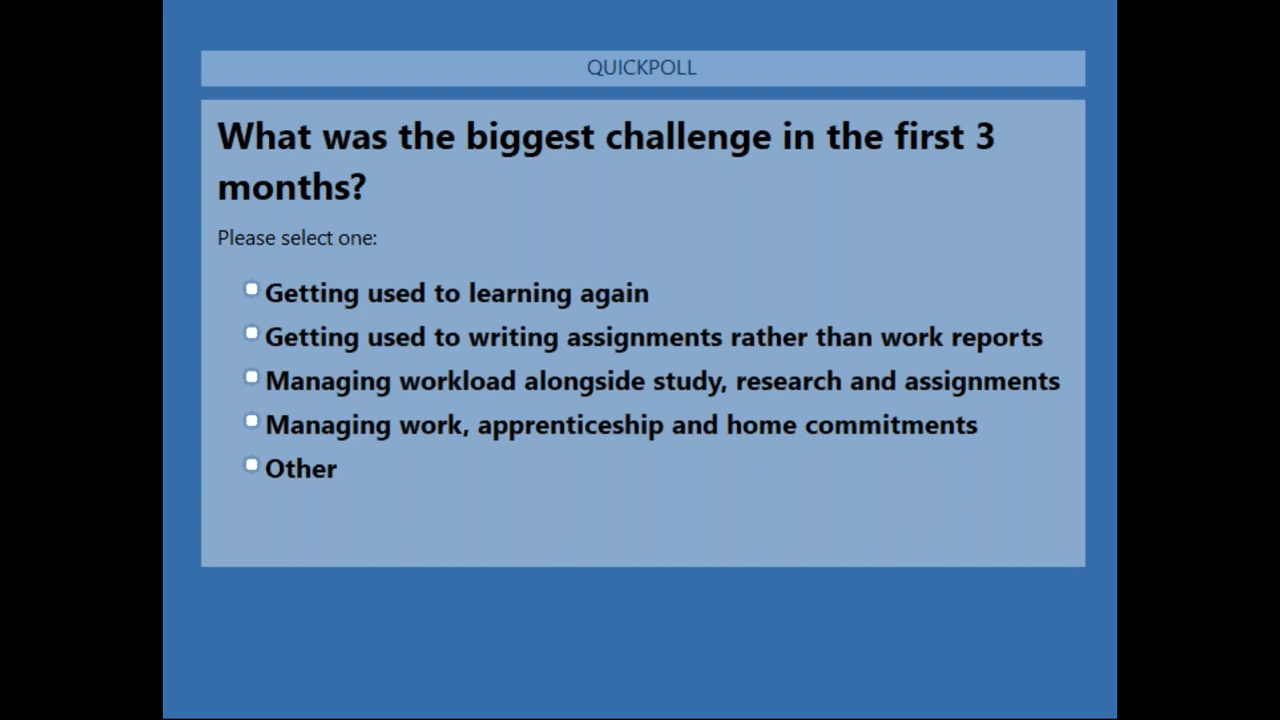 QUICKPOLL
What was the biggest challenge in the first 3
months?
Please select one:
Getting used to learning again
Getting used to writing assignments rather than work reports
Managing workload alongside study, research and assignments
Managing work, apprenticeship and home commitments
Other